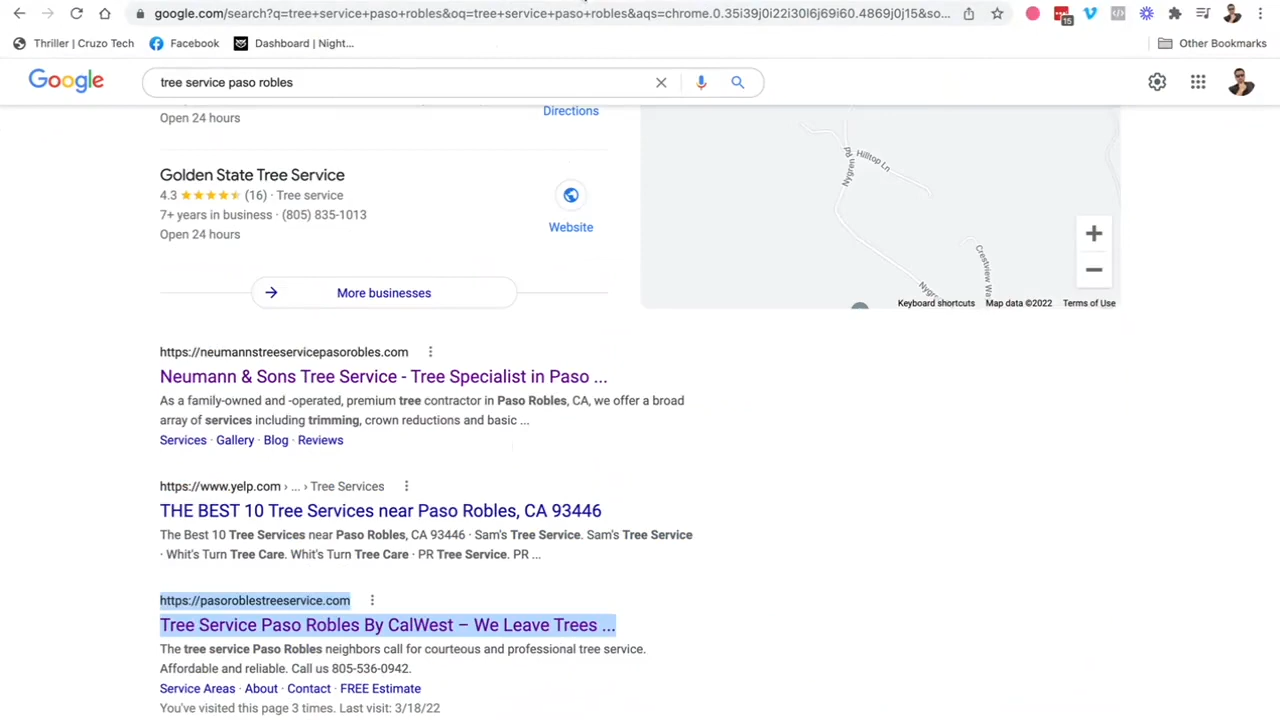 google.com/search?q=tree+service+paso+robles&oq=tree+service+paso+robles&aqs=chrome.0.35i39j0i22i30l6j69i60.4869j0j15&so...
15
Thriller | Cruzo Tech
Facebook
Dashboard | Night...
Other Bookmarks
Google
tree service paso robles
Open 24 hours
Directions
Golden State Tree Service
4.3 (16) · Tree service
7+ years in business · (805) 835-1013
Open 24 hours
Website
More businesses
Hilltop Ln
Nygren Rd
Crestview Wa
Nygr
Keyboard shortcuts Map data ©2022 Terms of Use
https://neumannstreeservicepasorobles.com
Neumann & Sons Tree Service - Tree Specialist in Paso ...
As a family-owned and -operated, premium tree contractor in Paso Robles, CA, we offer a broad
array of services including trimming, crown reductions and basic ...
Services · Gallery · Blog · Reviews
https://www.yelp.com › ... › Tree Services
THE BEST 10 Tree Services near Paso Robles, CA 93446
The Best 10 Tree Services near Paso Robles, CA 93446 · Sam's Tree Service. Sam's Tree Service
· Whit's Turn Tree Care. Whit's Turn Tree Care · PR Tree Service. PR ...
https://pasoroblestreeservice.com
Tree Service Paso Robles By CalWest – We Leave Trees ...
The tree service Paso Robles neighbors call for courteous and professional tree service.
Affordable and reliable. Call us 805-536-0942.
Service Areas · About · Contact · FREE Estimate
You've visited this page 3 times. Last visit: 3/18/22